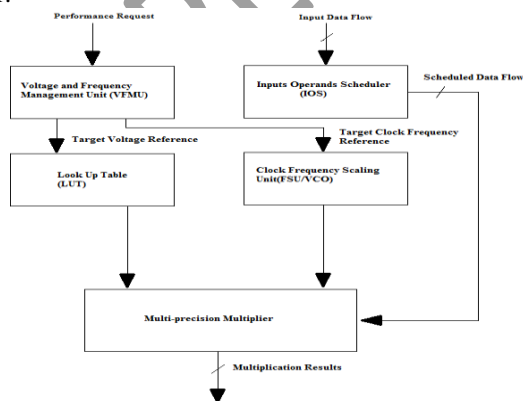 Performance Request
Input Data Flow
Voltage and Frequency
Management Unit (VFMU)
Inputs Operands Scheduler
(IOS)
Scheduled Data Flow
Target Voltage Reference
Target Clock Frequency
Reference
Look Up Table
(LUT)
Clock Frequency Scaling
Unit(FSU/VCO)
Multi-precision Multiplier
Multiplication Results